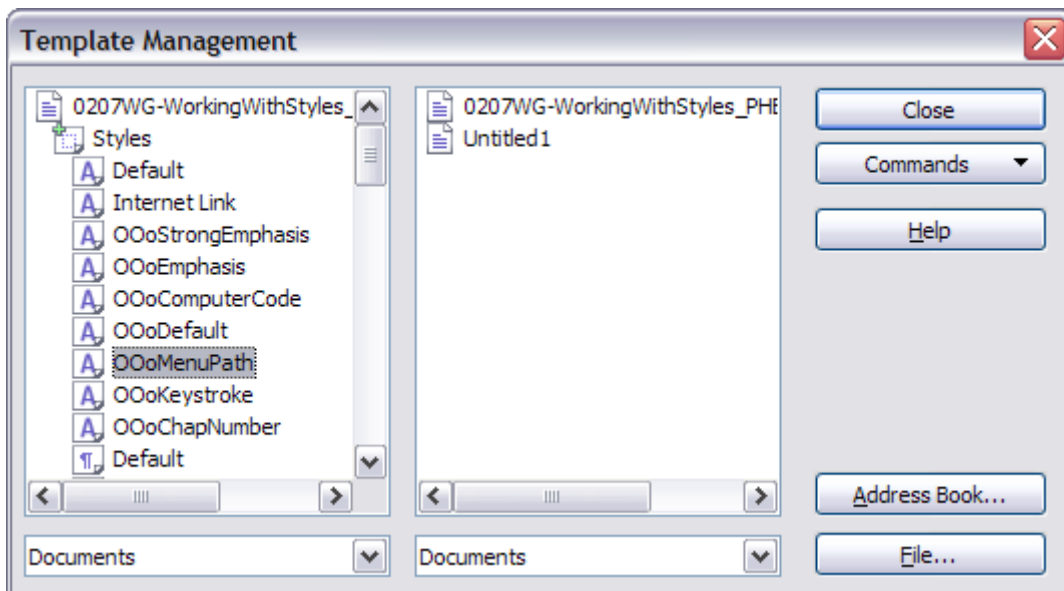 Template Management
0207WG-WorkingWithStyles_
Styles
Default
Internet Link
OOoStrongEmphasis
OOoEmphasis
OOoComputerCode
OOoDefault
OOoMenuPath
OOoKeystroke
OOoChapNumber
Default
Documents
0207WG-WorkingWithStyles_PHE
Untitled1
Documents
Close
Commands
Help
Address Book...
File...